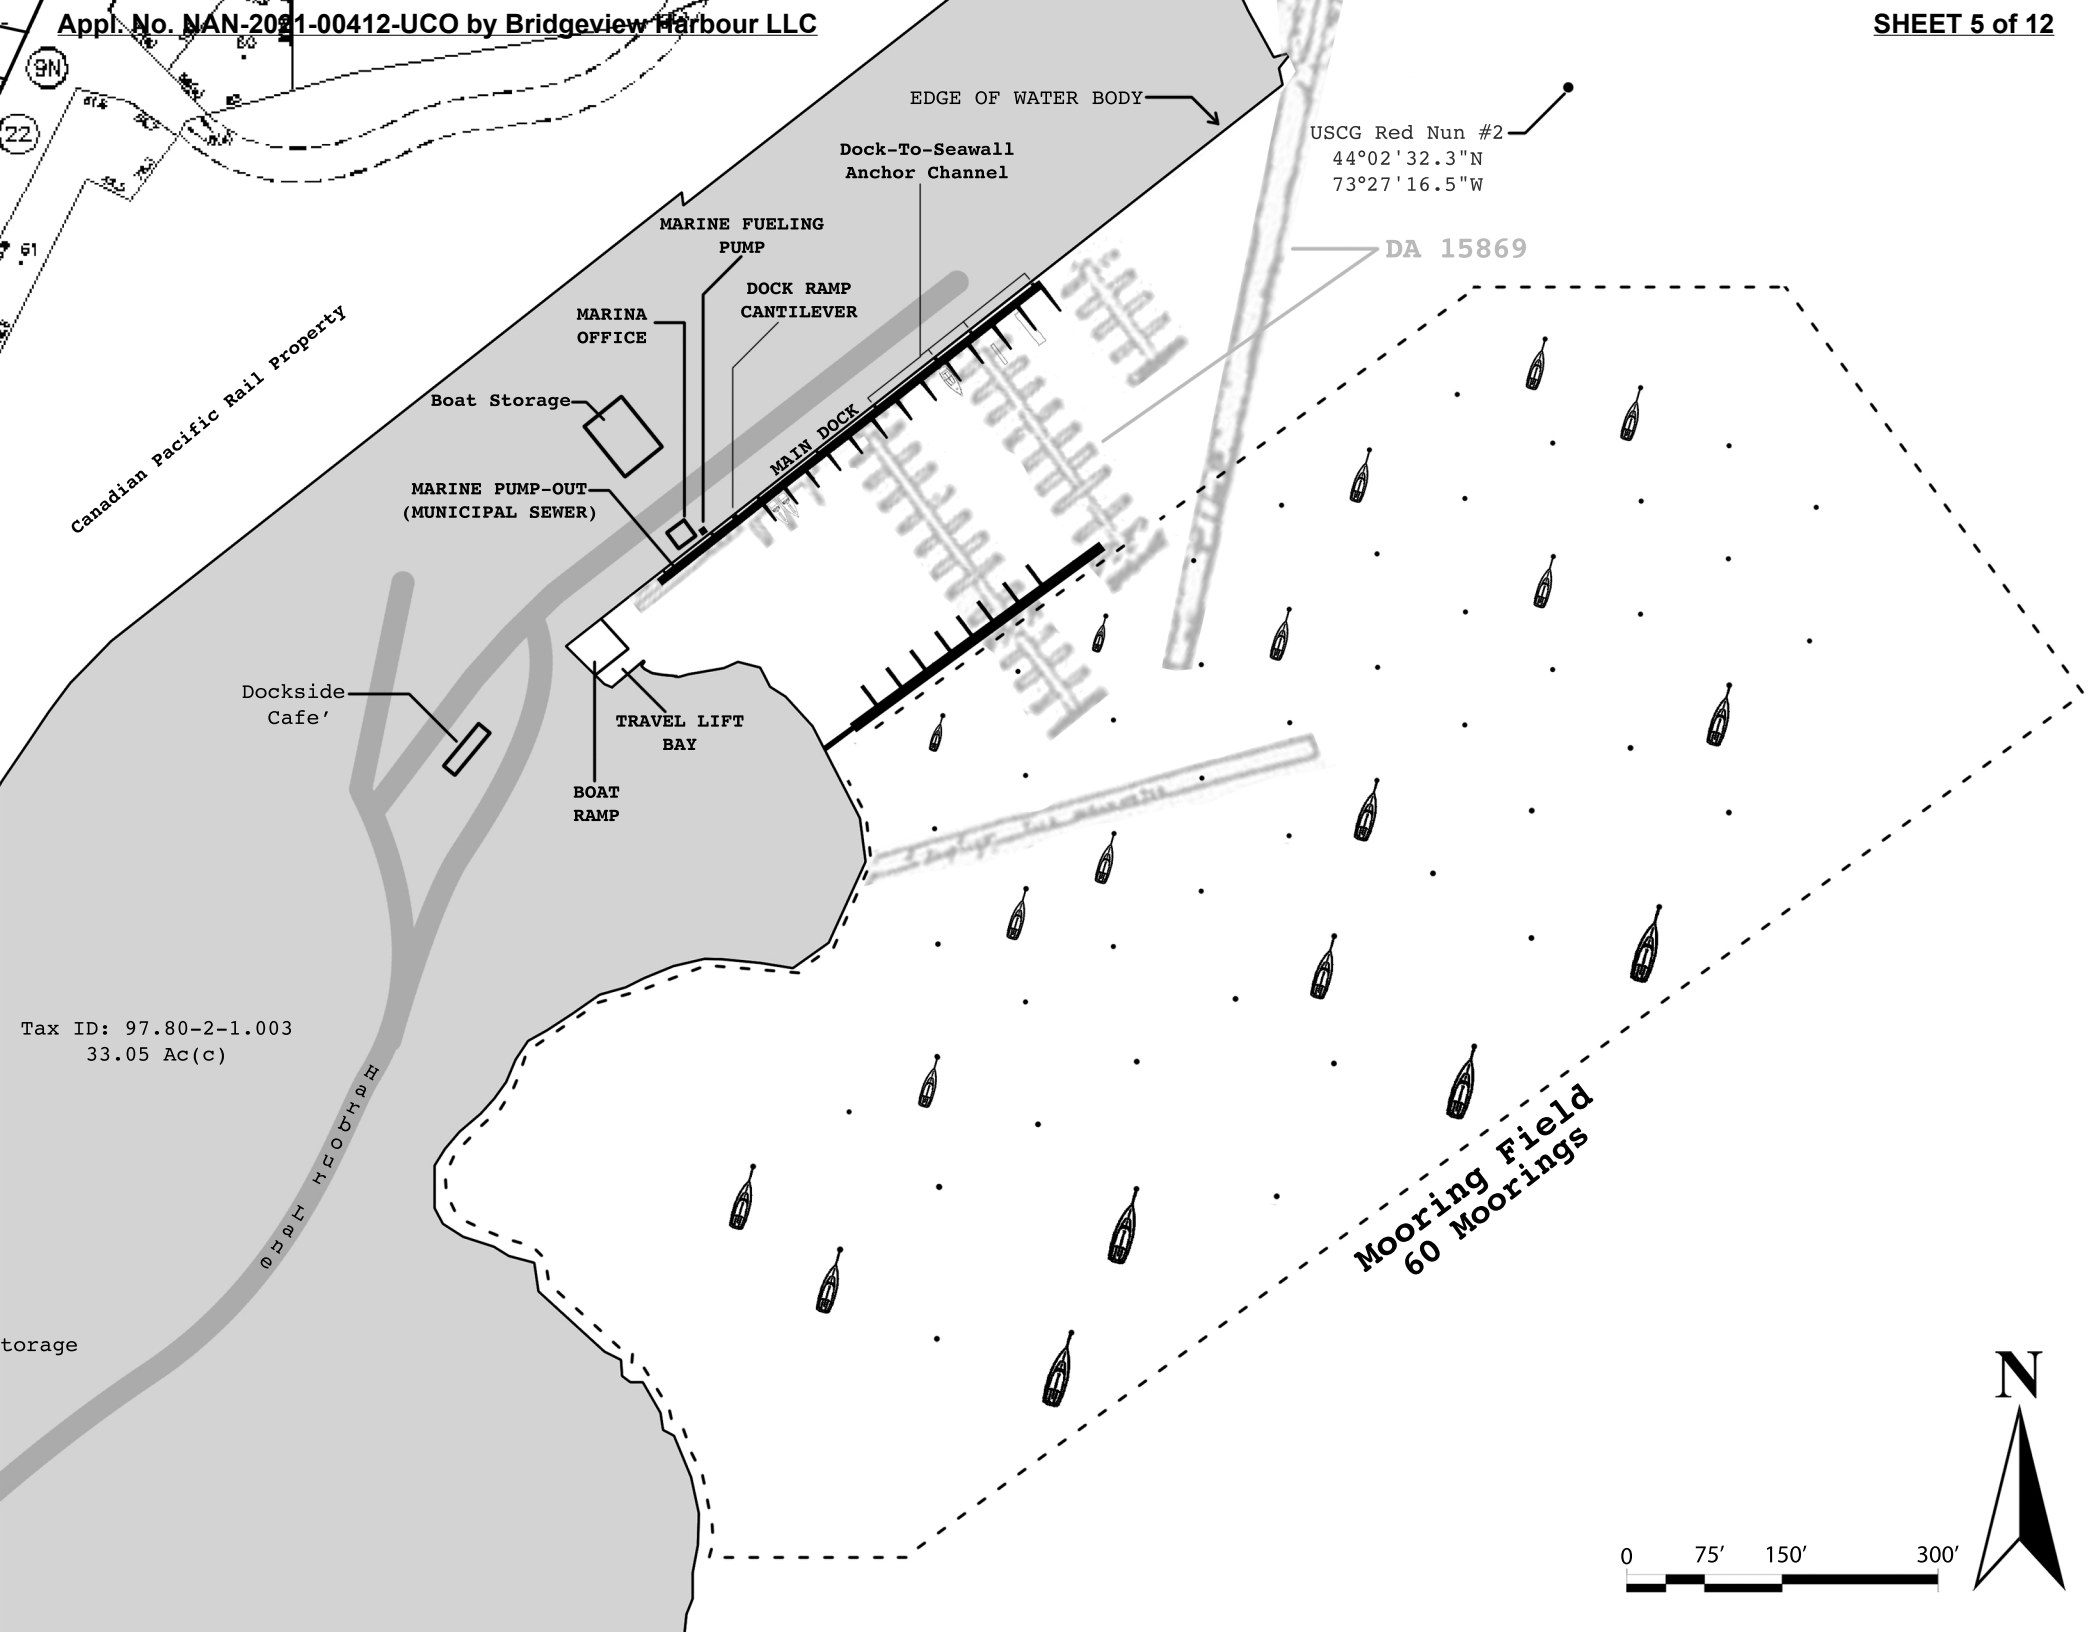 Appl. No. NAN-2021-00412-UCO by Bridgeview Harbour LLC
SHEET 5 of 12
9N
22
61
60
EDGE OF WATER BODY
USCG Red Nun #2
44°02'32.3"N
73°27'16.5"W
Dock-To-Seawall
Anchor Channel
DA 15869
MARINE FUELING
PUMP
DOCK RAMP
CANTILEVER
MARINA
OFFICE
Canadian Pacific Rail Property
Boat Storage
MAIN DOCK
MARINE PUMP-OUT
(MUNICIPAL SEWER)
Dockside
Cafe'
TRAVEL LIFT
BAY
BOAT
RAMP
Tax ID: 97.80-2-1.003
33.05 Ac(c)
Harbour Lane
Mooring Field
60 Moorings
torage
N
0 75' 150' 300'